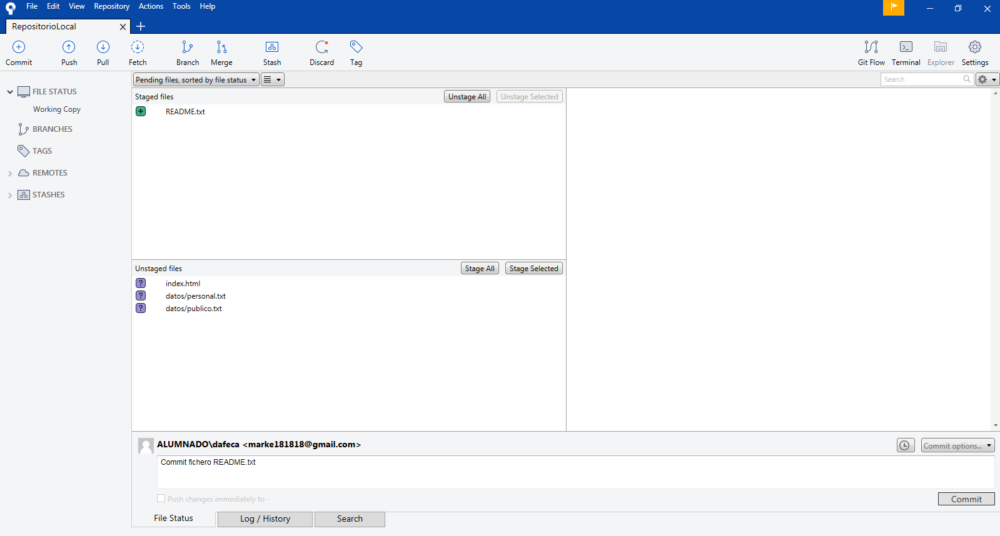 File Edit View Repository Actions Tools Help
RepositorioLocal
Commit Push Pull Fetch Branch Merge Stash Discard Tag Git Flow Terminal Explorer Settings
Pending files, sorted by file status
Search
FILE STATUS
Working Copy
BRANCHES
TAGS
REMOTES
STASHES
Staged files Unstage All Unstage Selected
README.txt
Unstaged files Stage All Stage Selected
index.html
datos/personal.txt
datos/publico.txt
ALUMNADO\dafeca <marke181818@gmail.com>
Commit options...
Commit fichero README.txt
Push changes immediately to -
Commit
File Status Log / History Search